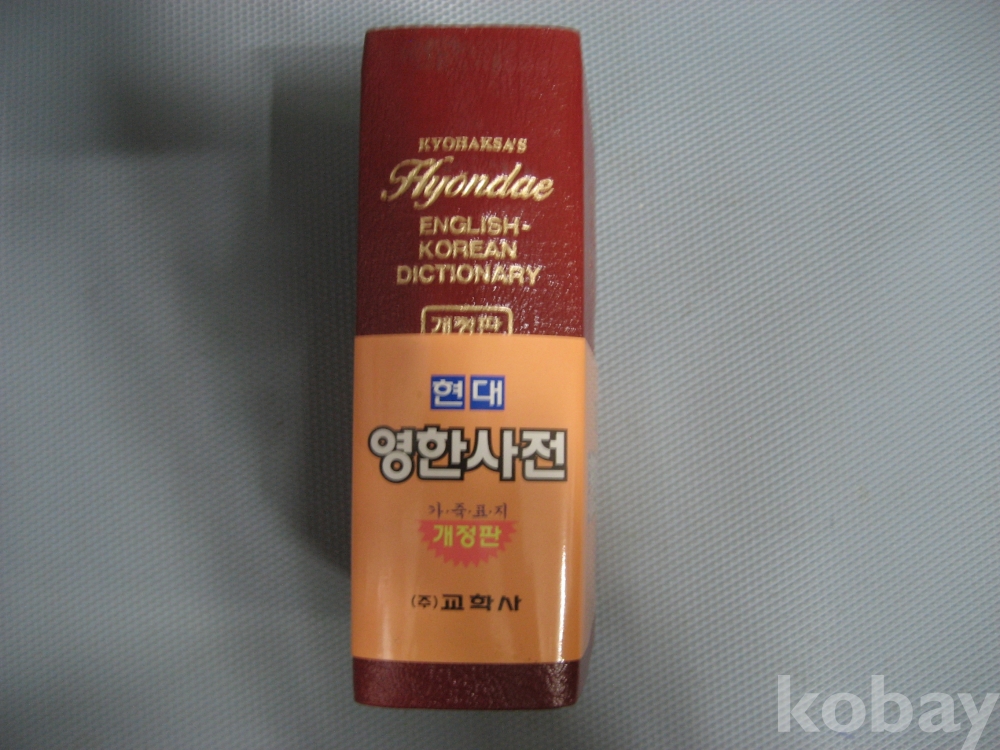 KYOHAKSA'S
Hyondae
ENGLISH-
KOREAN
DICTIONARY
개정판
현대
영한사전
가·죽·표·지
개정판
(주)교학사
kobay